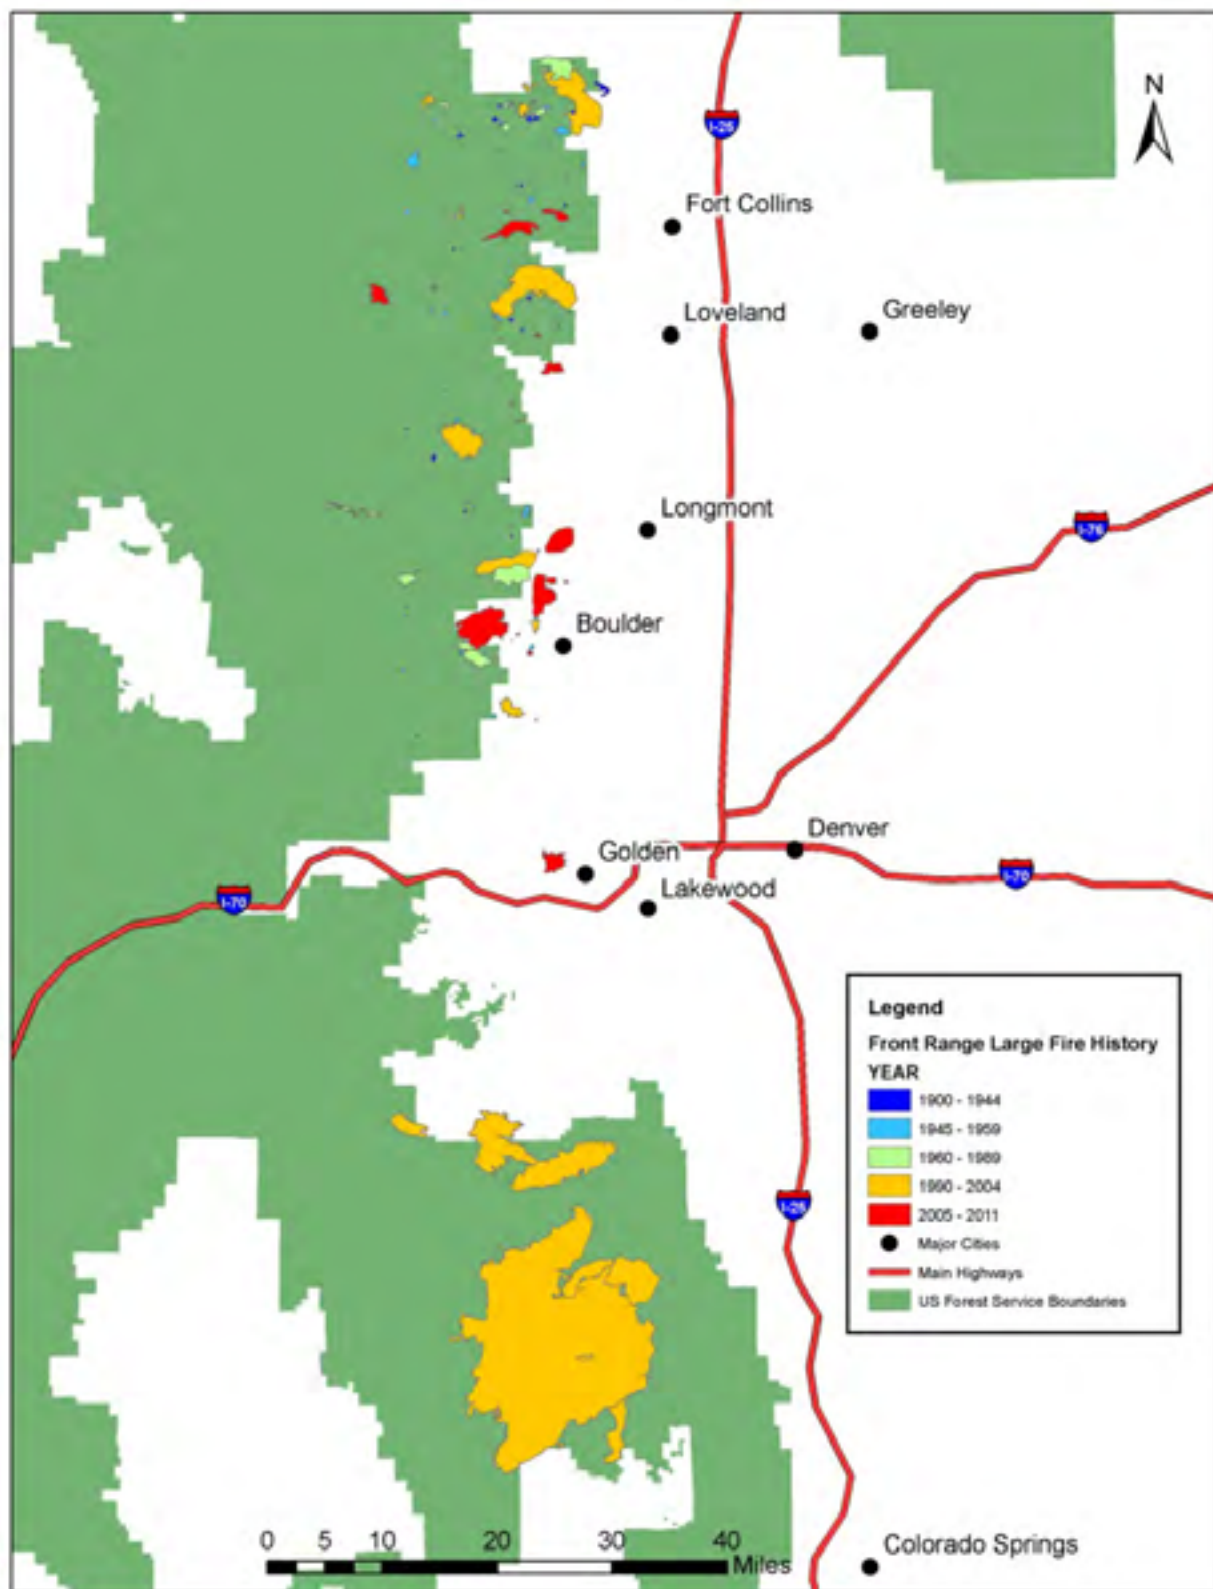 N
I-25
Fort Collins
Loveland
Greeley
Longmont
I-76
Boulder
Denver
Golden
I-70
Lakewood
I-70
Legend
Front Range Large Fire History
YEAR
1900 - 1944
1945 - 1959
1960 - 1989
1990 - 2004
2005 - 2011
Major Cities
Main Highways
US Forest Service Boundaries
I-25
0 5 10 20 30 40
Miles
Colorado Springs